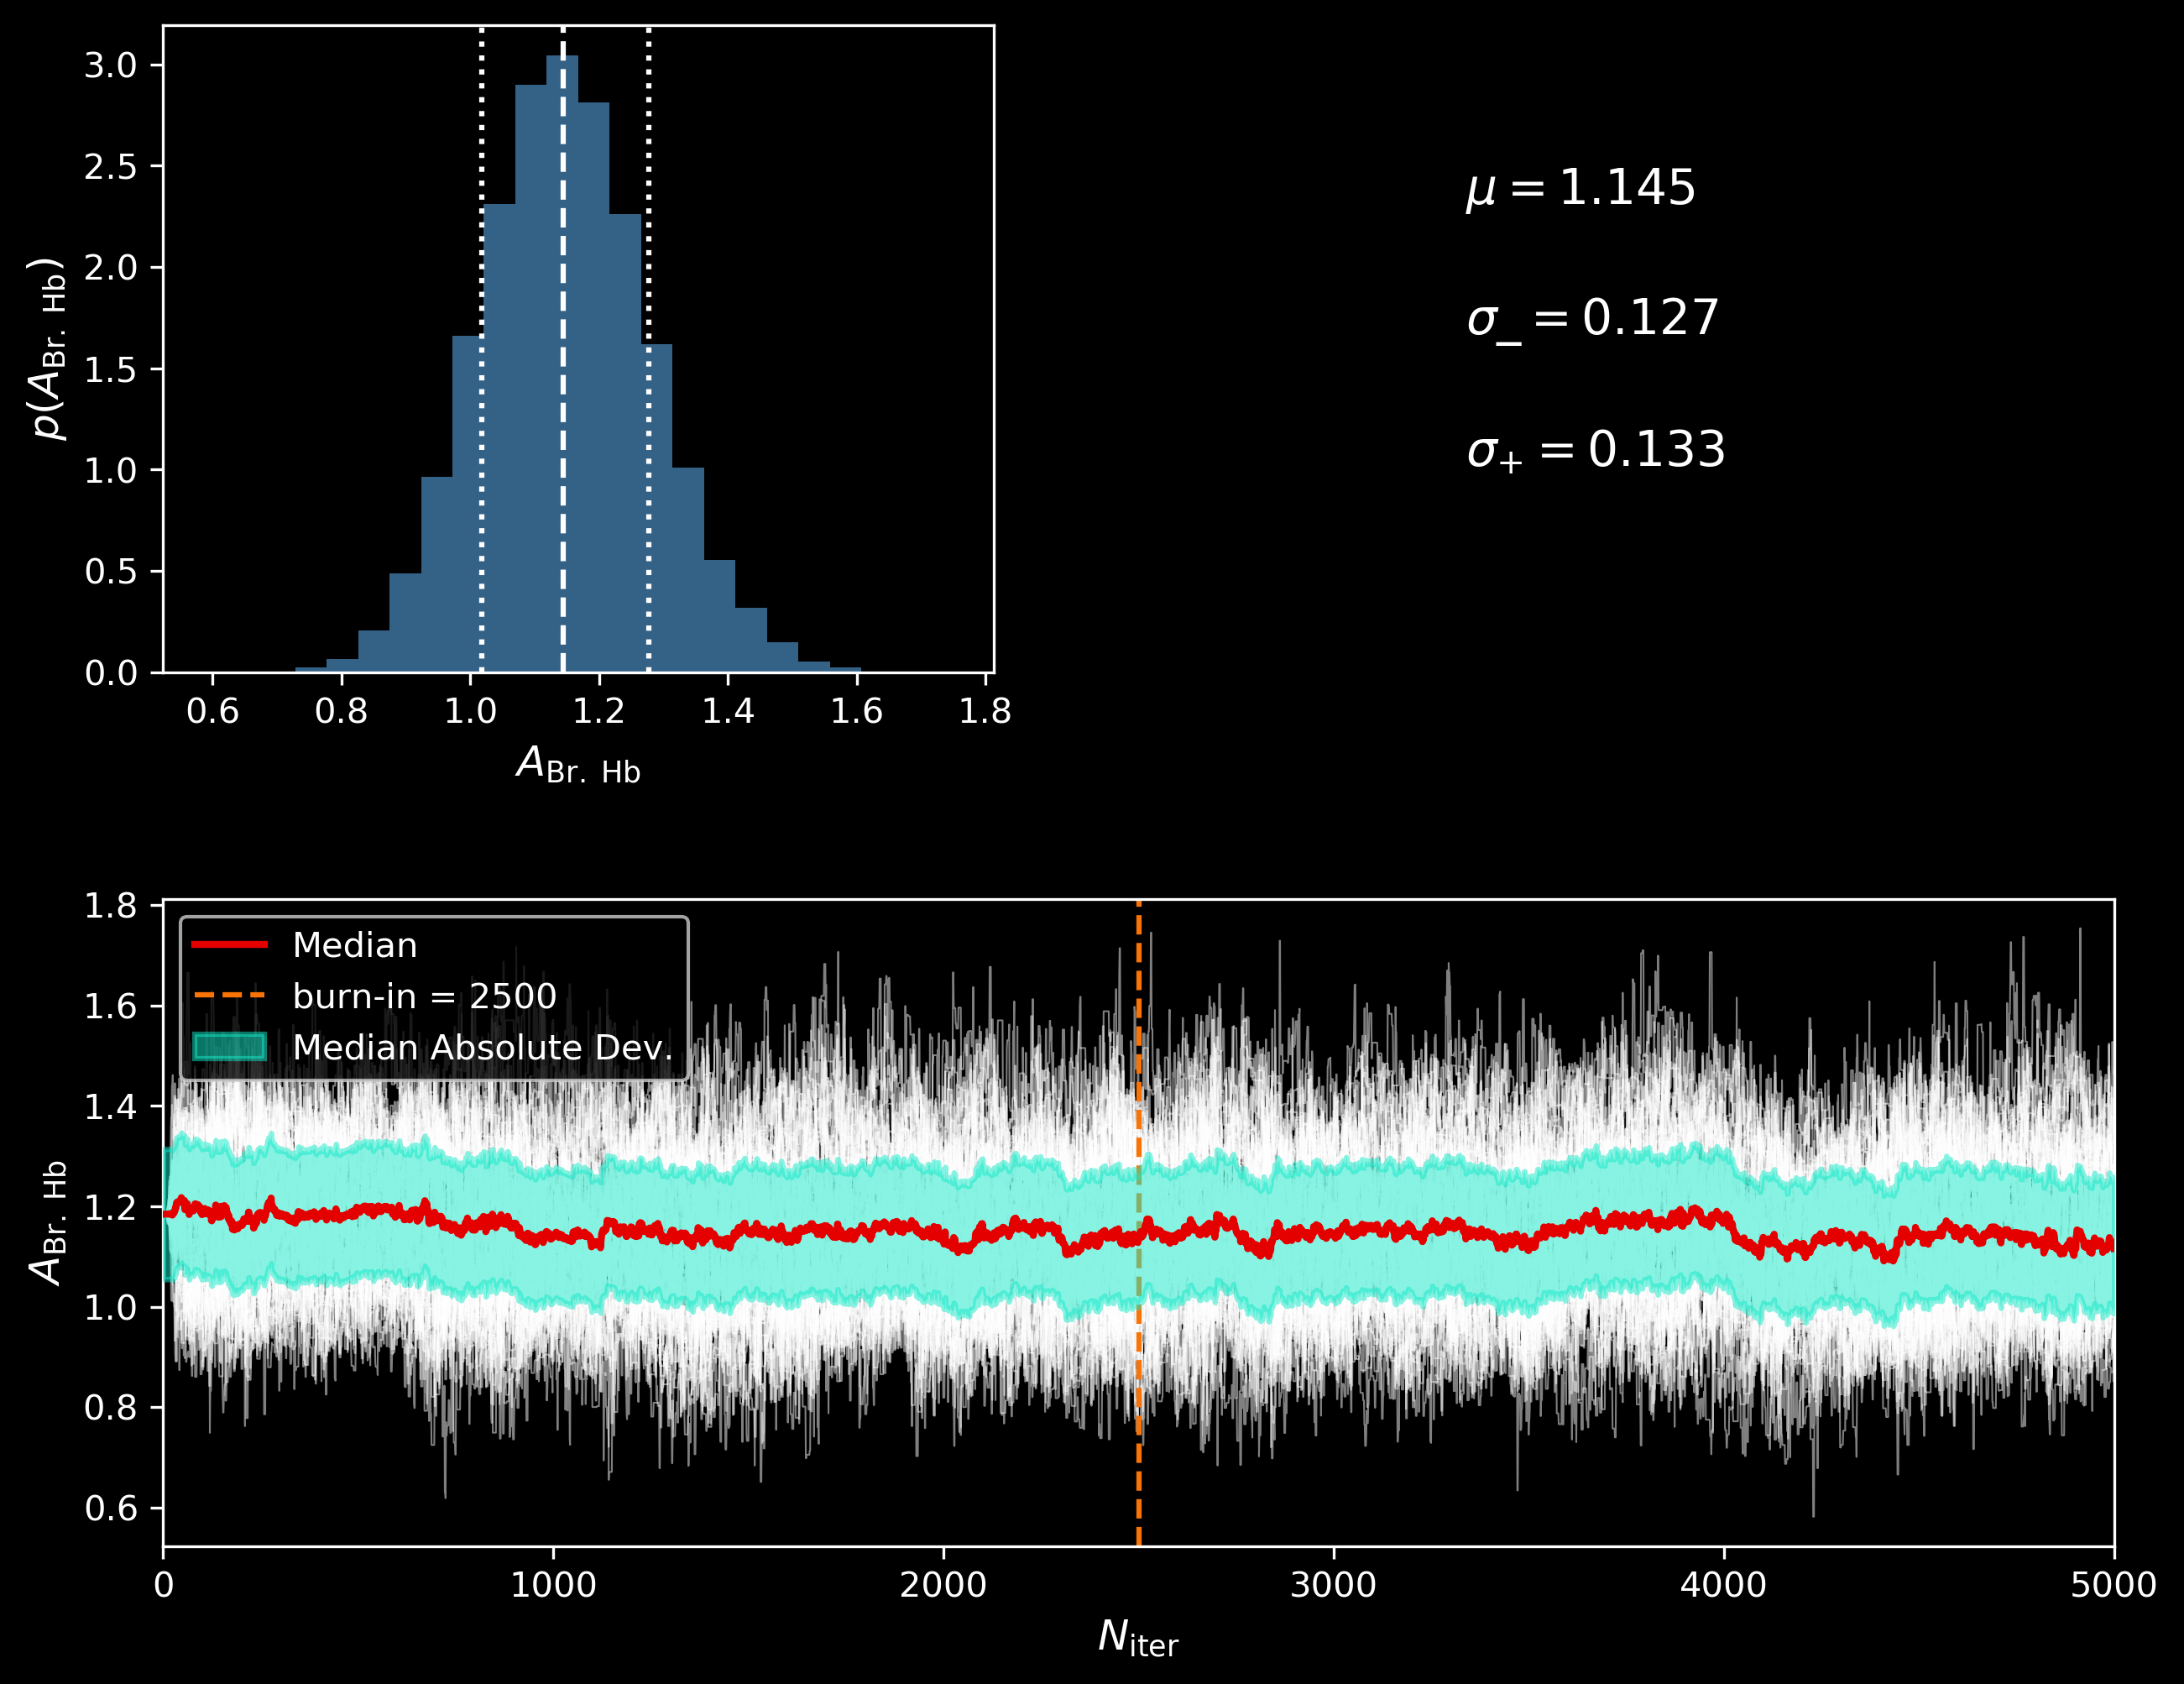 3.0
2.5
2.0
1.5
1.0
0.5
0.0
p(A_Br. Hb)
0.6 0.8 1.0 1.2 1.4 1.6 1.8
A_Br. Hb
μ = 1.145
σ_− = 0.127
σ_+ = 0.133
1.8
1.6
1.4
1.2
1.0
0.8
0.6
A_Br. Hb
Median
burn-in = 2500
Median Absolute Dev.
0 1000 2000 3000 4000 5000
N_iter